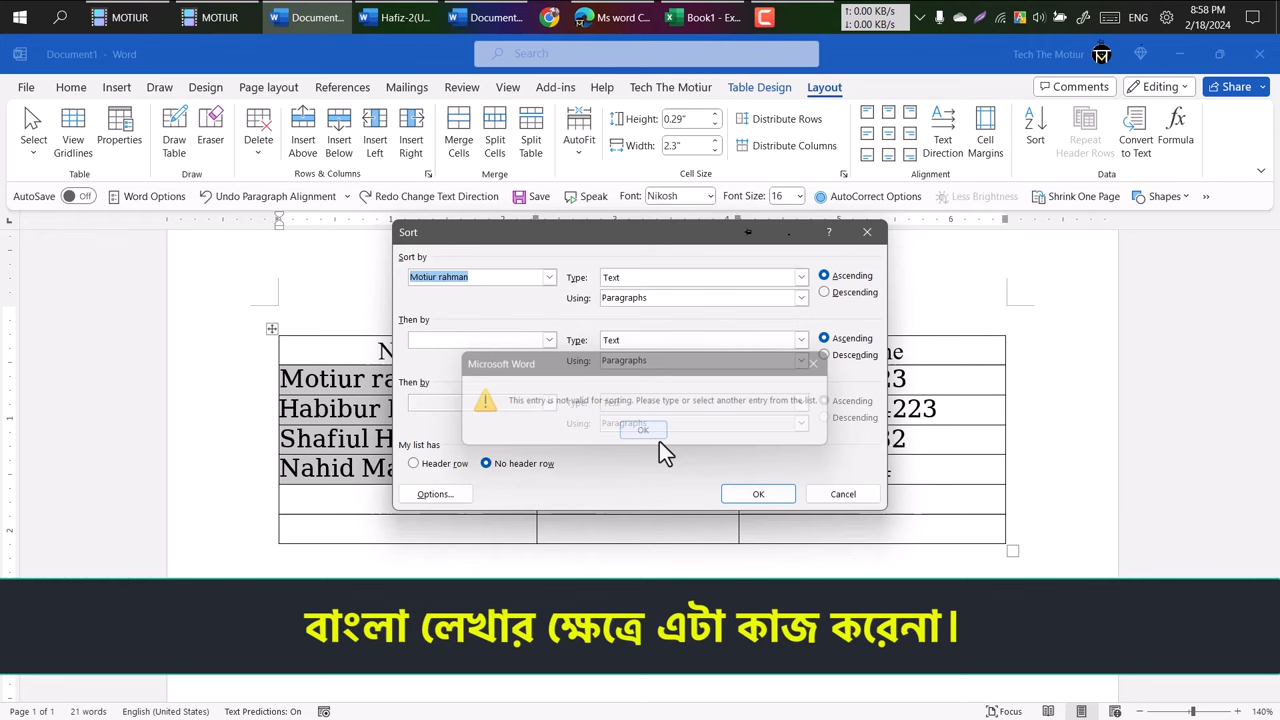 MOTIUR MOTIUR Document... Hafiz-2(U... Document... Ms word C... Book1 - Ex... ↑: 0.00 KB/s ENG 8:58 PM
↓: 0.00 KB/s 2/18/2024
Document1 - Word Search Tech The Motiur
File Home Insert Draw Design Page layout References Mailings Review View Add-ins Help Tech The Motiur Table Design Layout Comments Editing Share
Select View Gridlines Properties Draw Table Eraser Delete Insert Above Insert Below Insert Left Insert Right Merge Cells Split Cells Split Table AutoFit Height: 0.29" Distribute Rows Text Direction Cell Margins Sort Repeat Header Rows Convert to Text Formula
Width: 2.3" Distribute Columns
Table Draw Rows & Columns Merge Cell Size Alignment Data
AutoSave Off Word Options Undo Paragraph Alignment Redo Change Text Direction Save Speak Font: Nikosh Font Size: 16 AutoCorrect Options Less Brightness Shrink One Page Shapes
Sort
Sort by
Motiur rahman Type: Text Ascending
Using: Paragraphs Descending
Then by
Type: Text Ascending
Using: Paragraphs Descending
Microsoft Word
Then by
This entry is not valid for sorting. Please type or select another entry from the list. Ascending
Descending
OK
My list has
Header row No header row
Options... OK Cancel
Motiur ra 23
Habibur 223
Shafiul H 2
Nahid Ma
বাংলা লেখার ক্ষেত্রে এটা কাজ করেনা।
Page 1 of 1 21 words English (United States) Text Predictions: On Focus 140%